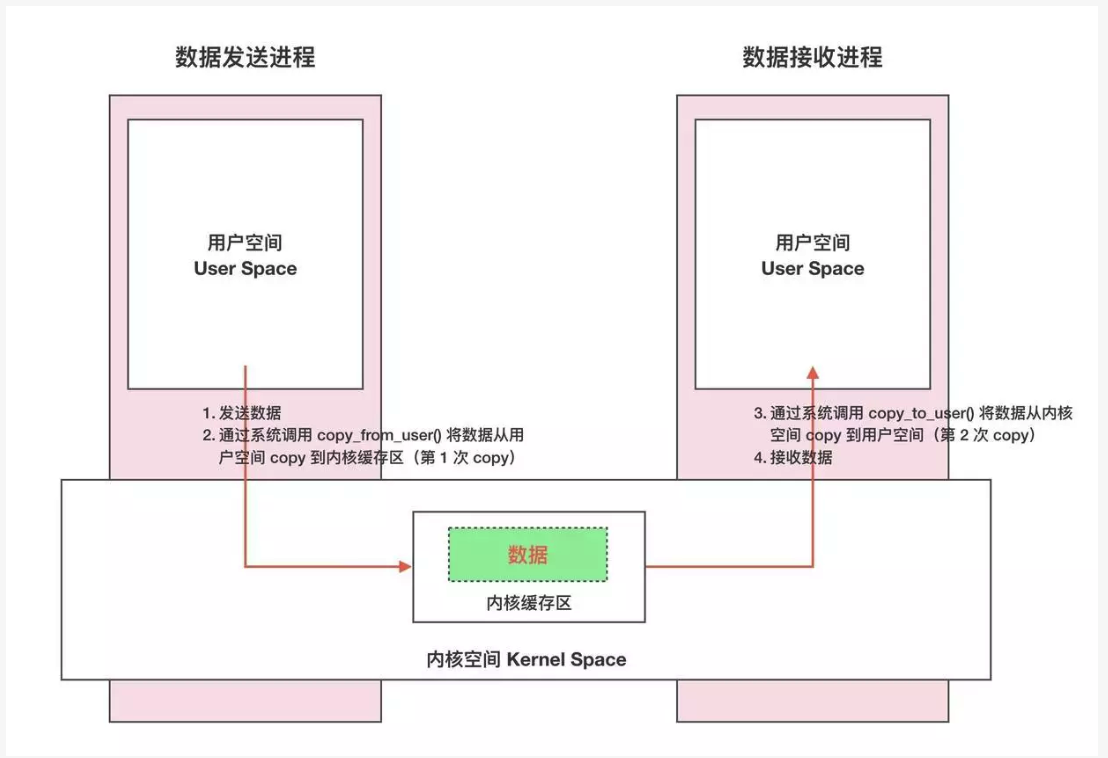 数据发送进程
数据接收进程
用户空间
User Space
用户空间
User Space
1. 发送数据
2. 通过系统调用 copy_from_user() 将数据从用
户空间 copy 到内核缓存区（第 1 次 copy）
3. 通过系统调用 copy_to_user() 将数据从内核
空间 copy 到用户空间（第 2 次 copy）
4. 接收数据
数据
内核缓存区
内核空间 Kernel Space